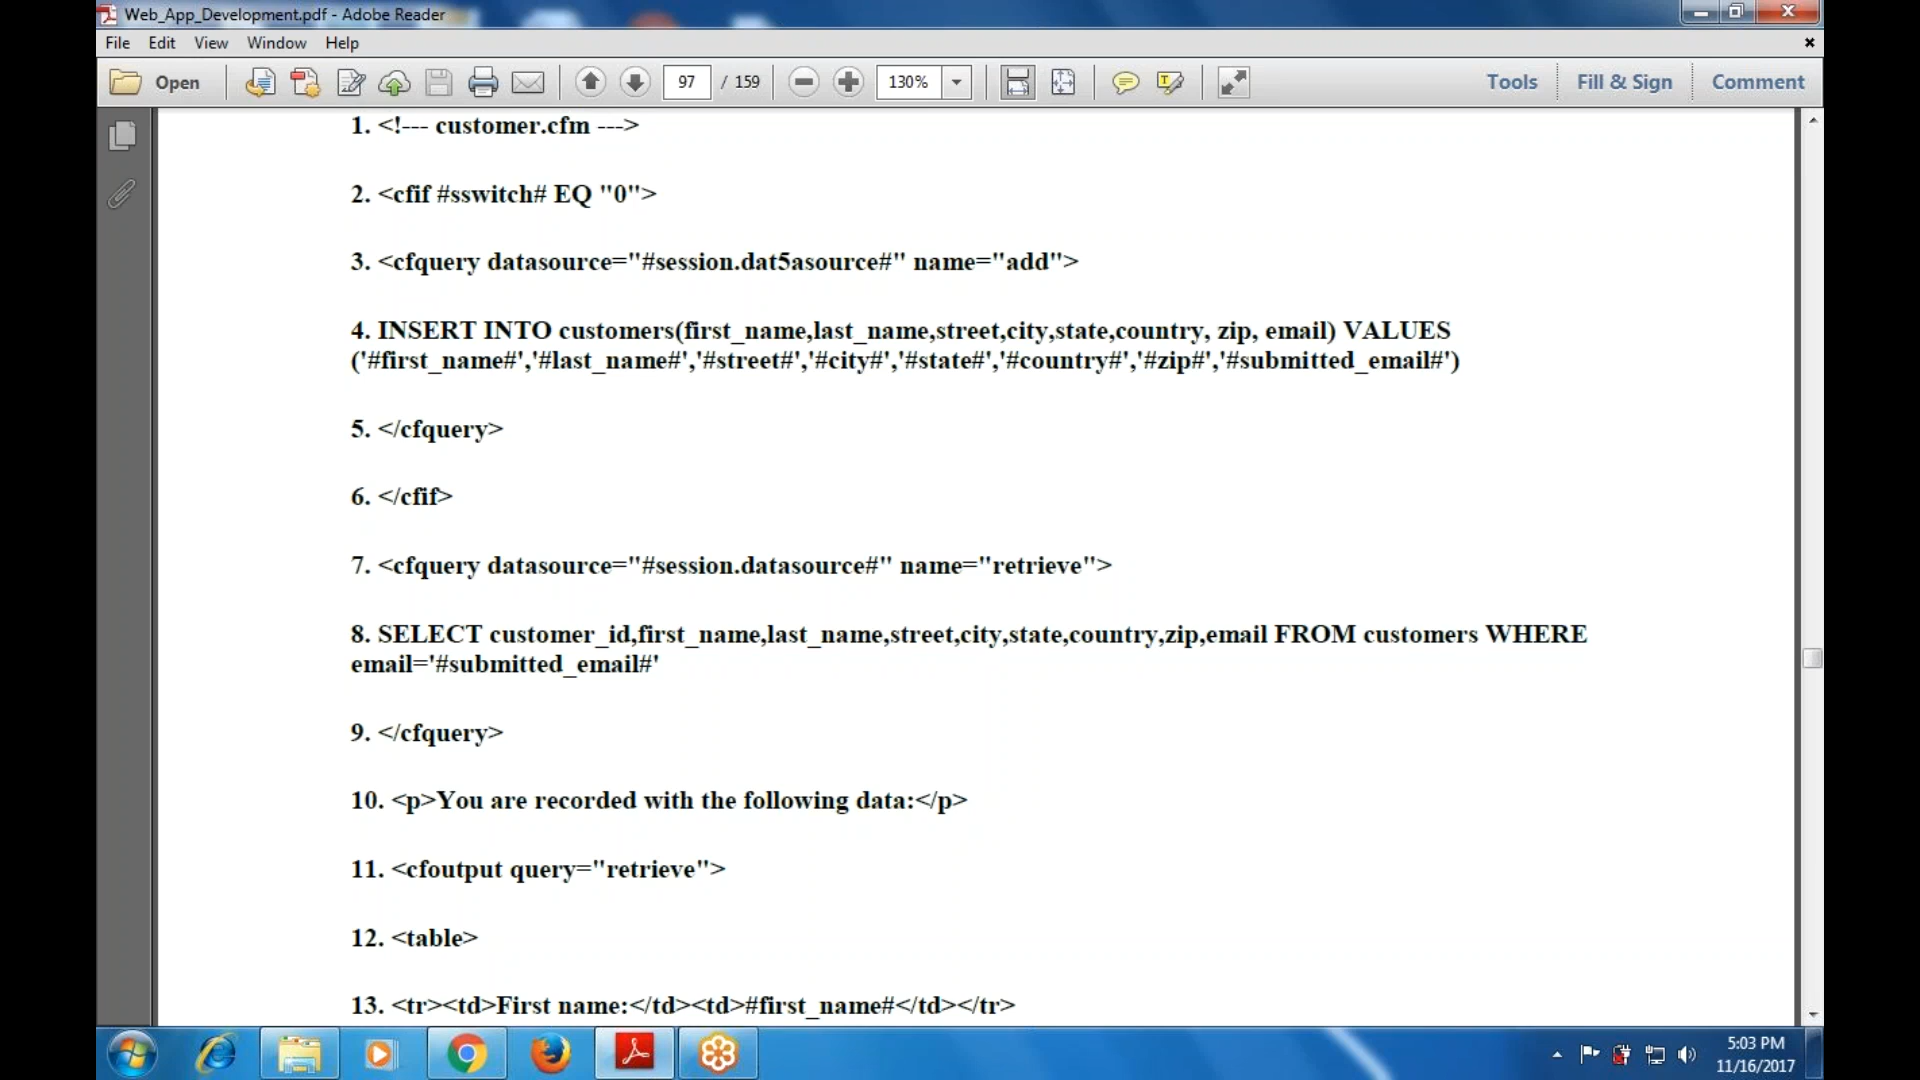 Web_App_Development.pdf - Adobe Reader
File Edit View Window Help
Open 97 / 159 130% Tools Fill & Sign Comment
1. <!--- customer.cfm --->
2. <cfif #sswitch# EQ "0">
3. <cfquery datasource="#session.dat5asource#" name="add">
4. INSERT INTO customers(first_name,last_name,street,city,state,country, zip, email) VALUES
('#first_name#','#last_name#','#street#','#city#','#state#','#country#','#zip#','#submitted_email#')
5. </cfquery>
6. </cfif>
7. <cfquery datasource="#session.datasource#" name="retrieve">
8. SELECT customer_id,first_name,last_name,street,city,state,country,zip,email FROM customers WHERE
email='#submitted_email#'
9. </cfquery>
10. <p>You are recorded with the following data:</p>
11. <cfoutput query="retrieve">
12. <table>
13. <tr><td>First name:</td><td>#first_name#</td></tr>
5:03 PM
11/16/2017